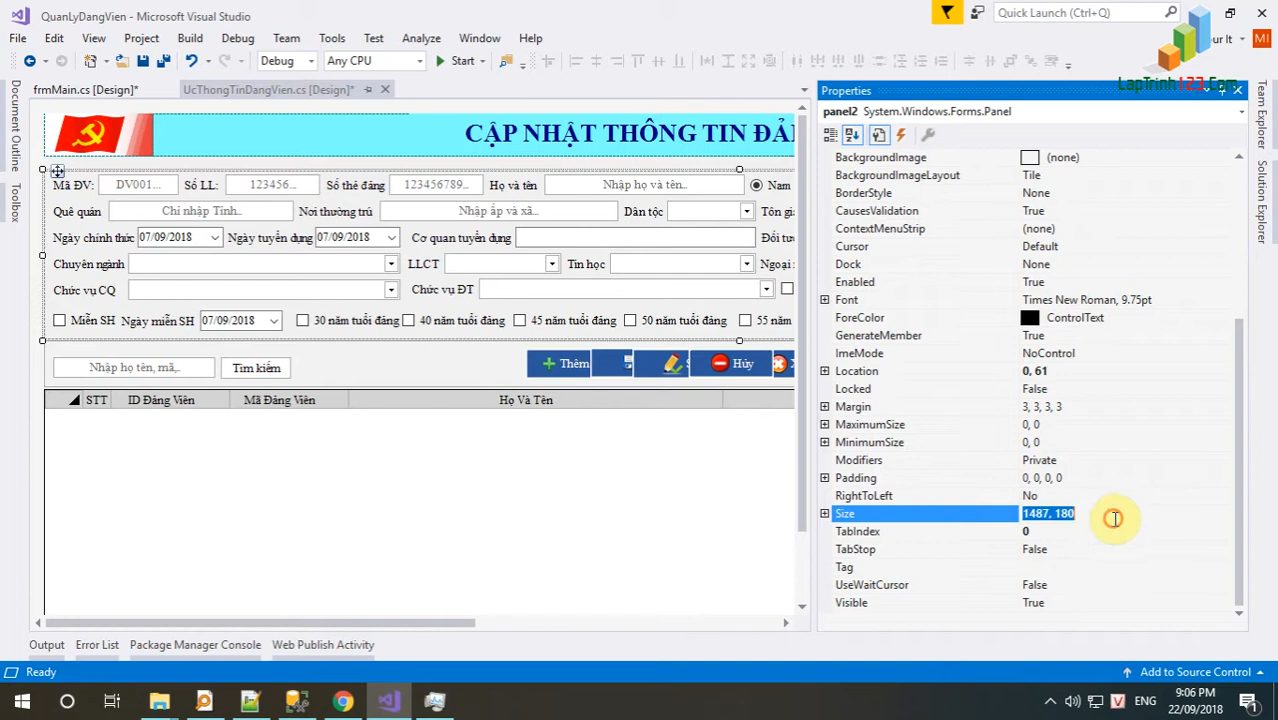 QuanLyDangVien - Microsoft Visual Studio
Quick Launch (Ctrl+Q)
File Edit View Project Build Debug Team Tools Test Analyze Window Help
MI
Debug Any CPU Start
LapTrinh123.Com
frmMain.cs [Design]* UcThongTinDangVien.cs [Design]*
Document Outline
Toolbox
CẬP NHẬT THÔNG TIN ĐẢ
Mã ĐV: DV001... Số LL: 123456... Số thẻ đảng 123456789... Họ và tên Nhập họ và tên.. Nam
Quê quán Chỉ nhập Tỉnh.. Nơi thường trú Nhập ấp và xã... Dân tộc Tôn gi
Ngày chính thức 07/09/2018 Ngày tuyển dụng 07/09/2018 Cơ quan tuyển dụng Đối tư
Chuyên ngành LLCT Tin học Ngoại
Chức vụ CQ Chức vụ ĐT
Miễn SH Ngày miễn SH 07/09/2018 30 năm tuổi đảng 40 năm tuổi đảng 45 năm tuổi đảng 50 năm tuổi đảng 55 năm
Nhập họ tên, mã,.. Tìm kiếm Thêm Hủy
STT ID Đảng Viên Mã Đảng Viên Họ Và Tên
Properties
panel2 System.Windows.Forms.Panel
BackgroundImage (none)
BackgroundImageLayout Tile
BorderStyle None
CausesValidation True
ContextMenuStrip (none)
Cursor Default
Dock None
Enabled True
Font Times New Roman, 9.75pt
ForeColor ControlText
GenerateMember True
ImeMode NoControl
Location 0, 61
Locked False
Margin 3, 3, 3, 3
MaximumSize 0, 0
MinimumSize 0, 0
Modifiers Private
Padding 0, 0, 0, 0
RightToLeft No
Size 1487, 180
TabIndex 0
TabStop False
Tag
UseWaitCursor False
Visible True
Team Explorer
Solution Explorer
Output Error List Package Manager Console Web Publish Activity
Ready
Add to Source Control
ENG
9:06 PM
22/09/2018